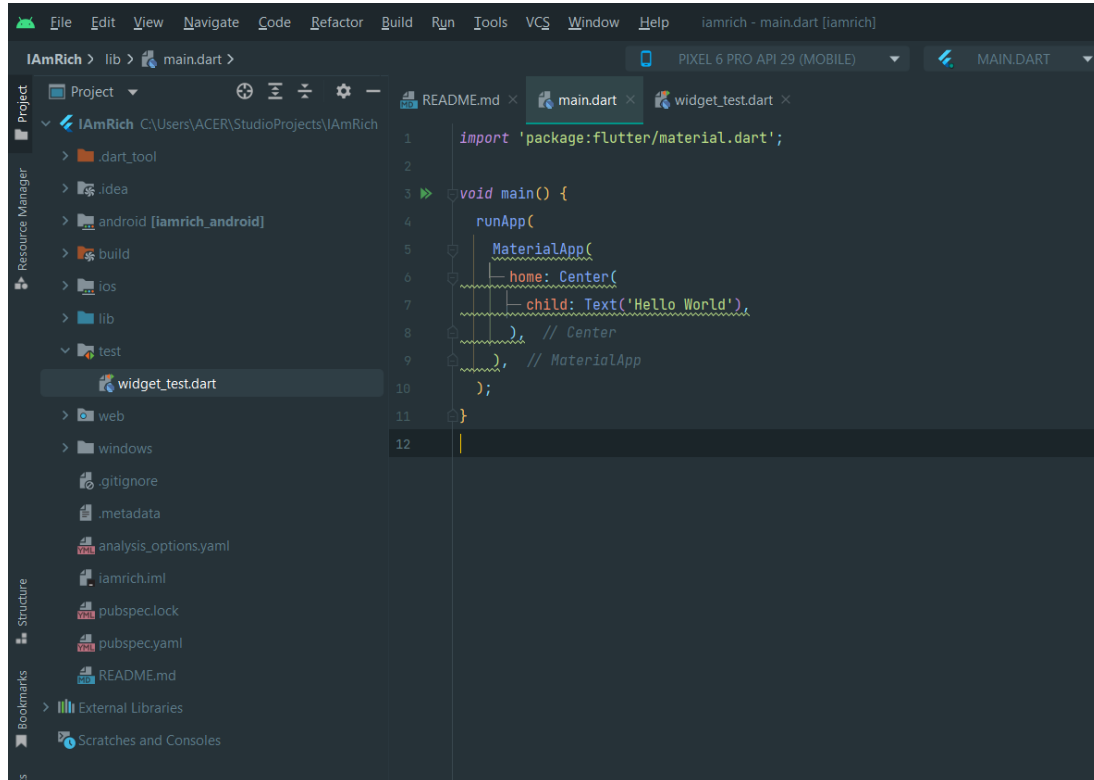 File Edit View Navigate Code Refactor Build Run Tools VCS Window Help iamrich - main.dart [iamrich]
IAmRich > lib > main.dart > PIXEL 6 PRO API 29 (MOBILE) MAIN.DART
Project
Project
README.md × main.dart × widget_test.dart ×
IAmRich C:\Users\ACER\StudioProjects\IAmRich
.dart_tool
.idea
android [iamrich_android]
build
ios
lib
test
widget_test.dart
web
windows
.gitignore
.metadata
analysis_options.yaml
iamrich.iml
pubspec.lock
pubspec.yaml
README.md
External Libraries
Scratches and Consoles
Resource Manager
Structure
Bookmarks
1 import 'package:flutter/material.dart';
2
3 void main() {
4 runApp(
5 MaterialApp(
6 home: Center(
7 child: Text('Hello World'),
8 ), // Center
9 ), // MaterialApp
10 );
11 }
12